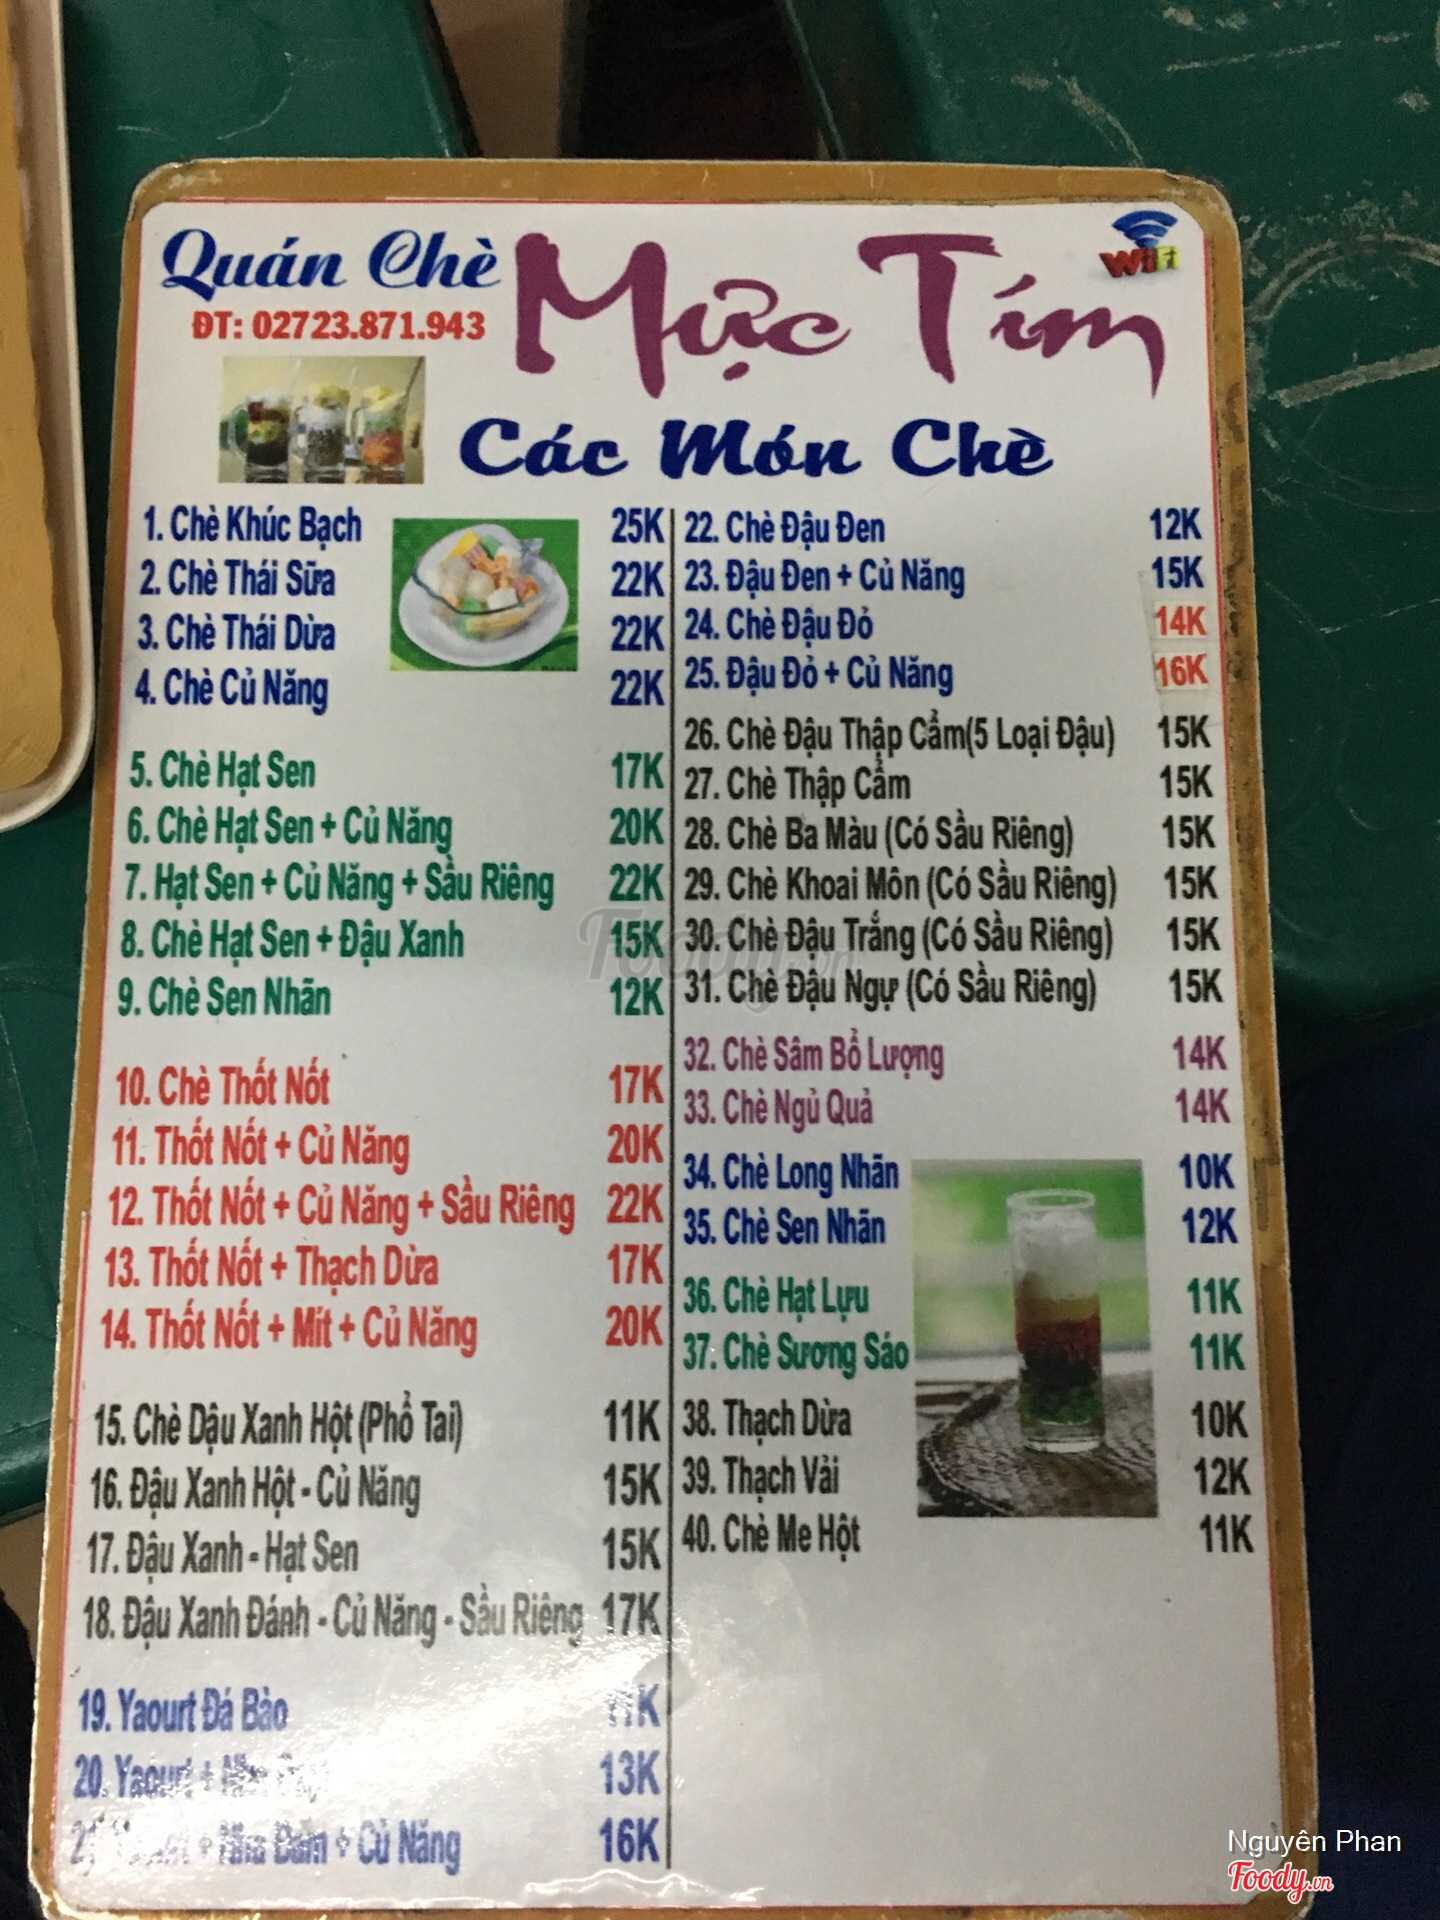 Quán Chè Mực Tím
WiFi
ĐT: 02723.871.943
Các Món Chè
1. Chè Khúc Bạch 25K
2. Chè Thái Sữa 22K
3. Chè Thái Dừa 22K
4. Chè Củ Năng 22K
5. Chè Hạt Sen 17K
6. Chè Hạt Sen + Củ Năng 20K
7. Hạt Sen + Củ Năng + Sầu Riêng 22K
8. Chè Hạt Sen + Đậu Xanh 15K
9. Chè Sen Nhãn 12K
10. Chè Thốt Nốt 17K
11. Thốt Nốt + Củ Năng 20K
12. Thốt Nốt + Củ Năng + Sầu Riêng 22K
13. Thốt Nốt + Thạch Dừa 17K
14. Thốt Nốt + Mít + Củ Năng 20K
15. Chè Dậu Xanh Hột (Phổ Tai) 11K
16. Đậu Xanh Hột - Củ Năng 15K
17. Đậu Xanh - Hạt Sen 15K
18. Đậu Xanh Đánh - Củ Năng - Sầu Riêng 17K
19. Yaourt Đá Bào 11K
20. Yaourt + 13K
21. + Nha Đam + Củ Năng 16K
22. Chè Đậu Đen 12K
23. Đậu Đen + Củ Năng 15K
24. Chè Đậu Đỏ 14K
25. Đậu Đỏ + Củ Năng 16K
26. Chè Đậu Thập Cẩm(5 Loại Đậu) 15K
27. Chè Thập Cẩm 15K
28. Chè Ba Màu (Có Sầu Riêng) 15K
29. Chè Khoai Môn (Có Sầu Riêng) 15K
30. Chè Đậu Trắng (Có Sầu Riêng) 15K
31. Chè Đậu Ngự (Có Sầu Riêng) 15K
32. Chè Sâm Bổ Lượng 14K
33. Chè Ngủ Quả 14K
34. Chè Long Nhãn 10K
35. Chè Sen Nhãn 12K
36. Chè Hạt Lựu 11K
37. Chè Sương Sáo 11K
38. Thạch Dừa 10K
39. Thạch Vải 12K
40. Chè Me Hột 11K
Foody.vn
Nguyên Phan
Foody.vn